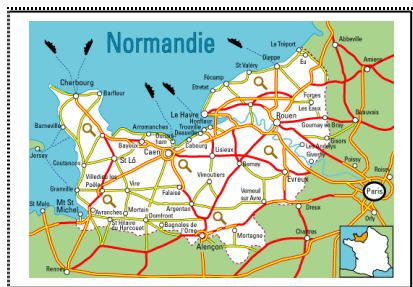 Normandie
Le Tréport
Abbeville
Dieppe
Eu
St Valéry
Amiens
Fécamp
Etretat
Cherbourg
Barfleur
Forges
Les Eaux
Le Havre
Honfleur
Trouville
Deauville
Rouen
Beauvais
Gournay en Bray
Barneville
Arromanches
Bayeux
Cabourg
Caen
Lisieux
Les Andelys
Gisors
Giverny
Jersey
Coutances
St Lô
Bernay
Poissy
Roissy
Evreux
Granville
Villedieu les
Poêles
Vire
Vimoutiers
Falaise
Verneuil
sur Avre
Paris
St Malo
Mt St
Michel
Avranches
Mortain
Argentan
Dreux
Orly
St Hilaire
du Harcouet
Domfront
Bagnoles de
l'Orne
Mortagne
Alençon
Chartres
Rennes